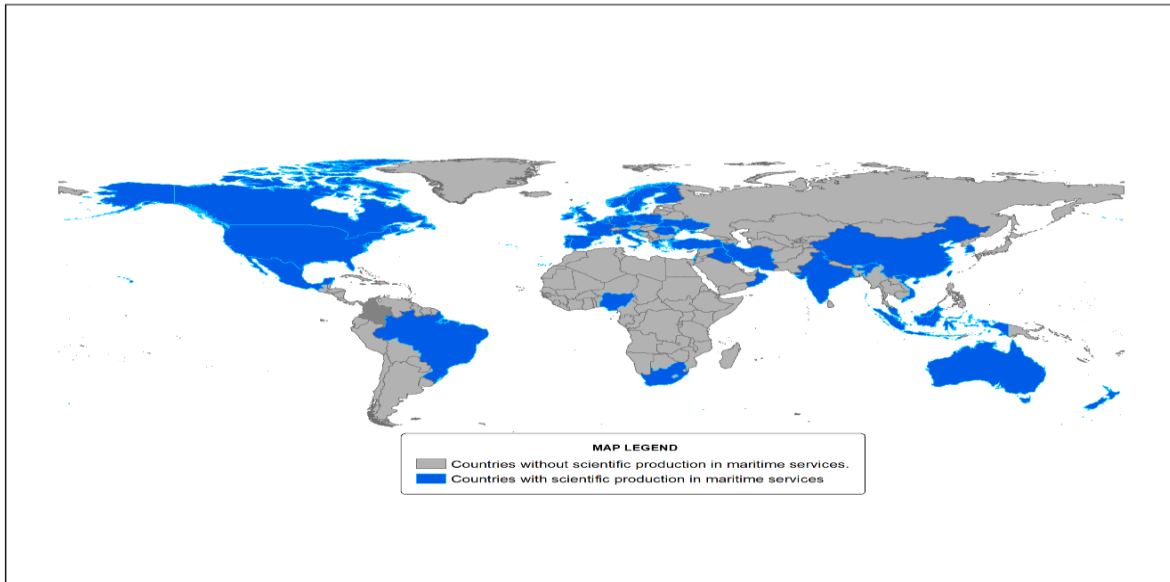 MAP LEGEND
Countries without scientific production in maritime services.
Countries with scientific production in maritime services